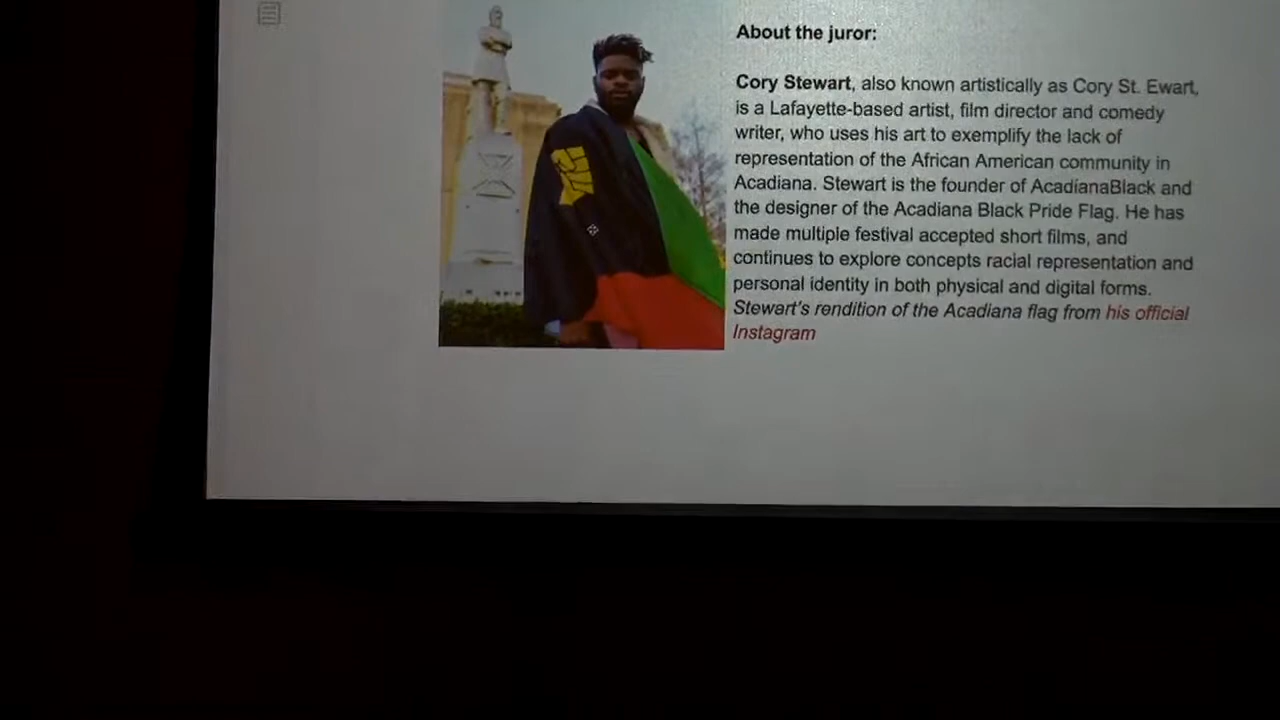 About the juror:
Cory Stewart, also known artistically as Cory St. Ewart,
is a Lafayette-based artist, film director and comedy
writer, who uses his art to exemplify the lack of
representation of the African American community in
Acadiana. Stewart is the founder of AcadianaBlack and
the designer of the Acadiana Black Pride Flag. He has
made multiple festival accepted short films, and
continues to explore concepts racial representation and
personal identity in both physical and digital forms.
Stewart's rendition of the Acadiana flag from his official
Instagram